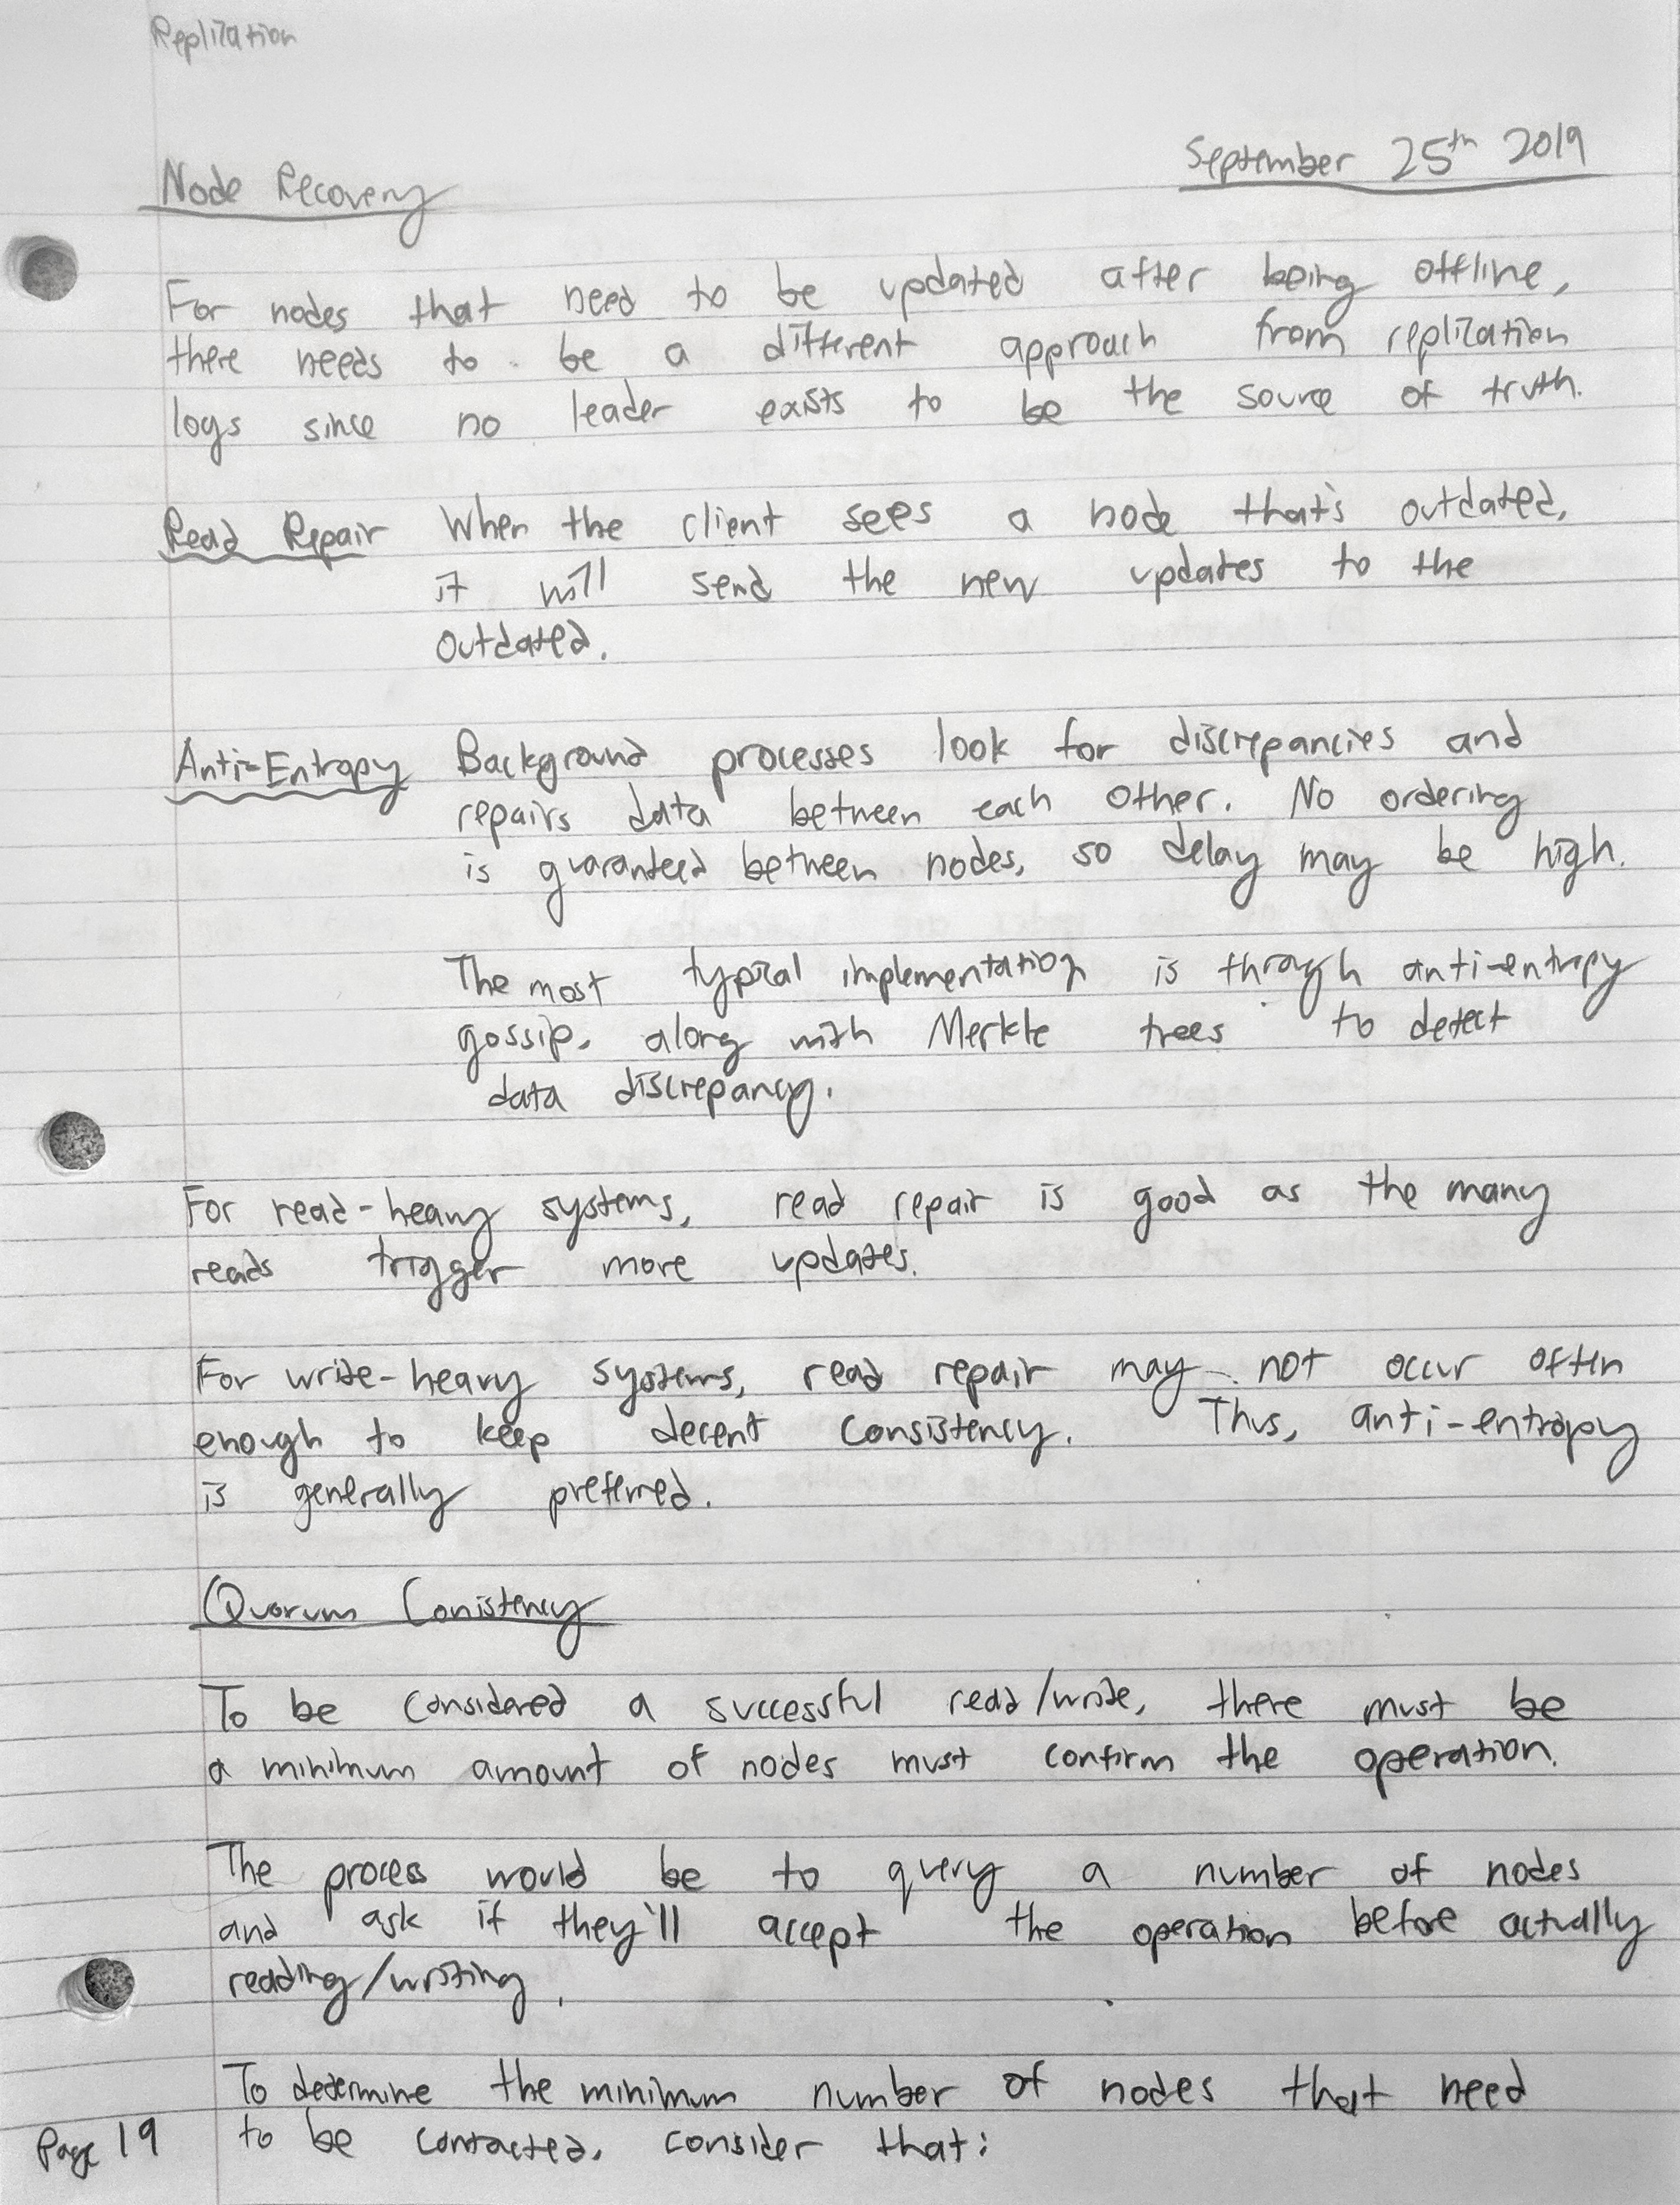 Replication
September 25th 2019
Node Recovery
For nodes that need to be updated after being offline,
there needs to be a different approach from replication
logs since no leader exists to be the source of truth.
Read Repair When the client sees a node that's outdated,
it will send the new updates to the
outdated.
Anti-Entropy Background processes look for discrepancies and
repairs data between each other. No ordering
is guaranteed between nodes, so delay may be high.
The most typical implementation is through anti-entropy
gossip, along with Merkle trees to detect
data discrepancy.
For read-heavy systems, read repair is good as the many
reads trigger more updates.
For write-heavy systems, read repair may not occur often
enough to keep decent consistency. Thus, anti-entropy
is generally preferred.
Quorum Conistency
To be considered a successful read/write, there must be
a minimum amount of nodes must confirm the operation.
The process would be to query a number of nodes
and ask if they'll accept the operation before actually
reading/writing.
To determine the minimum number of nodes that need
to be contacted, consider that:
Page 19